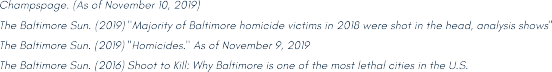 Champspage. (As of November 10, 2019)
The Baltimore Sun. (2019) "Majority of Baltimore homicide victims in 2018 were shot in the head, analysis shows"
The Baltimore Sun. (2019) "Homicides." As of November 9, 2019
The Baltimore Sun. (2016) Shoot to Kill: Why Baltimore is one of the most lethal cities in the U.S.